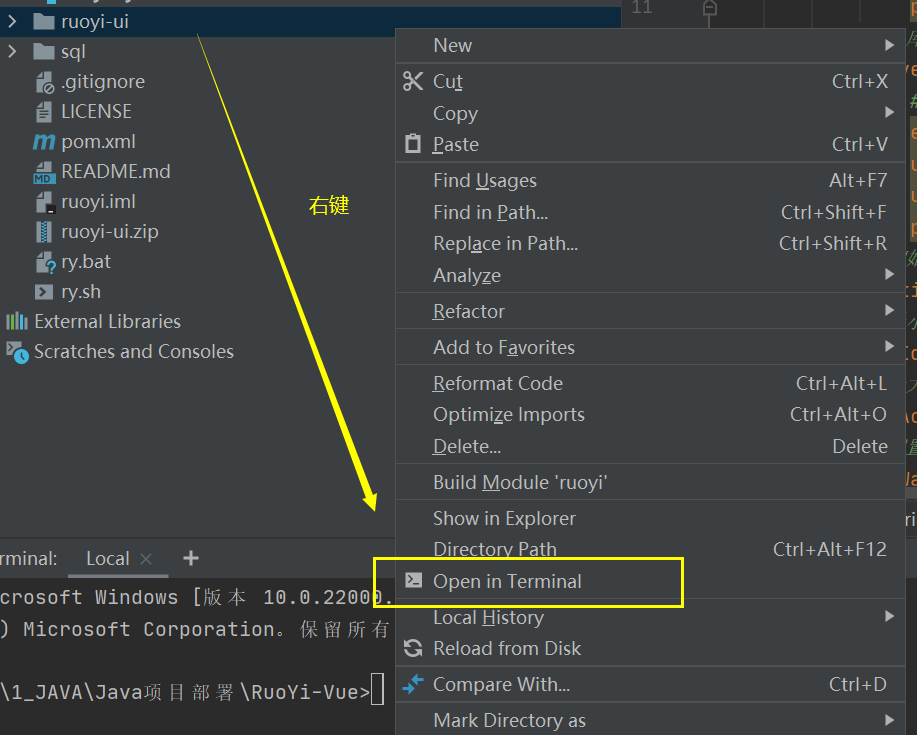 ruoyi-ui
sql
.gitignore
LICENSE
pom.xml
README.md
ruoyi.iml
ruoyi-ui.zip
ry.bat
ry.sh
External Libraries
Scratches and Consoles
右键
11
New
Cut Ctrl+X
Copy
Paste Ctrl+V
Find Usages Alt+F7
Find in Path... Ctrl+Shift+F
Replace in Path... Ctrl+Shift+R
Analyze
Refactor
Add to Favorites
Reformat Code Ctrl+Alt+L
Optimize Imports Ctrl+Alt+O
Delete... Delete
Build Module 'ruoyi'
Show in Explorer
Directory Path Ctrl+Alt+F12
Open in Terminal
Local History
Reload from Disk
Compare With... Ctrl+D
Mark Directory as
rminal: Local
crosoft Windows [版本 10.0.22000.
) Microsoft Corporation。保留所有
\1_JAVA\Java项目部署\RuoYi-Vue>